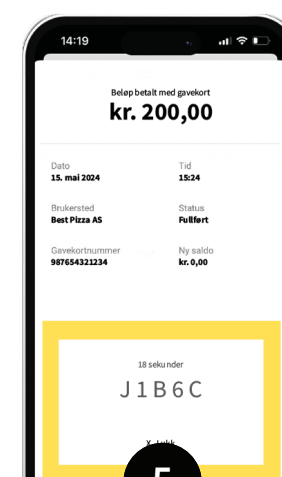 14:19
Beløp betalt med gavekort
kr. 200,00
Dato Tid
15. mai 2024 15:24
Brukersted Status
Best Pizza AS Fullført
Gavekortnummer Ny saldo
987654321234 kr. 0,00
18 sekunder
J1B6C
X Lukk